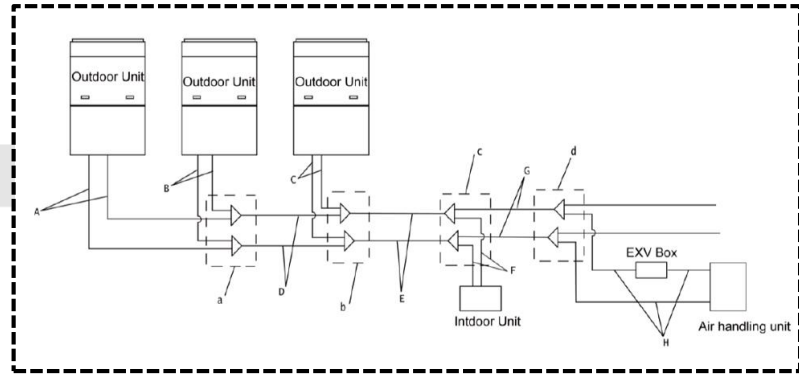 Outdoor Unit
Outdoor Unit
Outdoor Unit
A
B
C
c
G
d
a
D
b
E
F
EXV Box
Intdoor Unit
H
Air handling unit